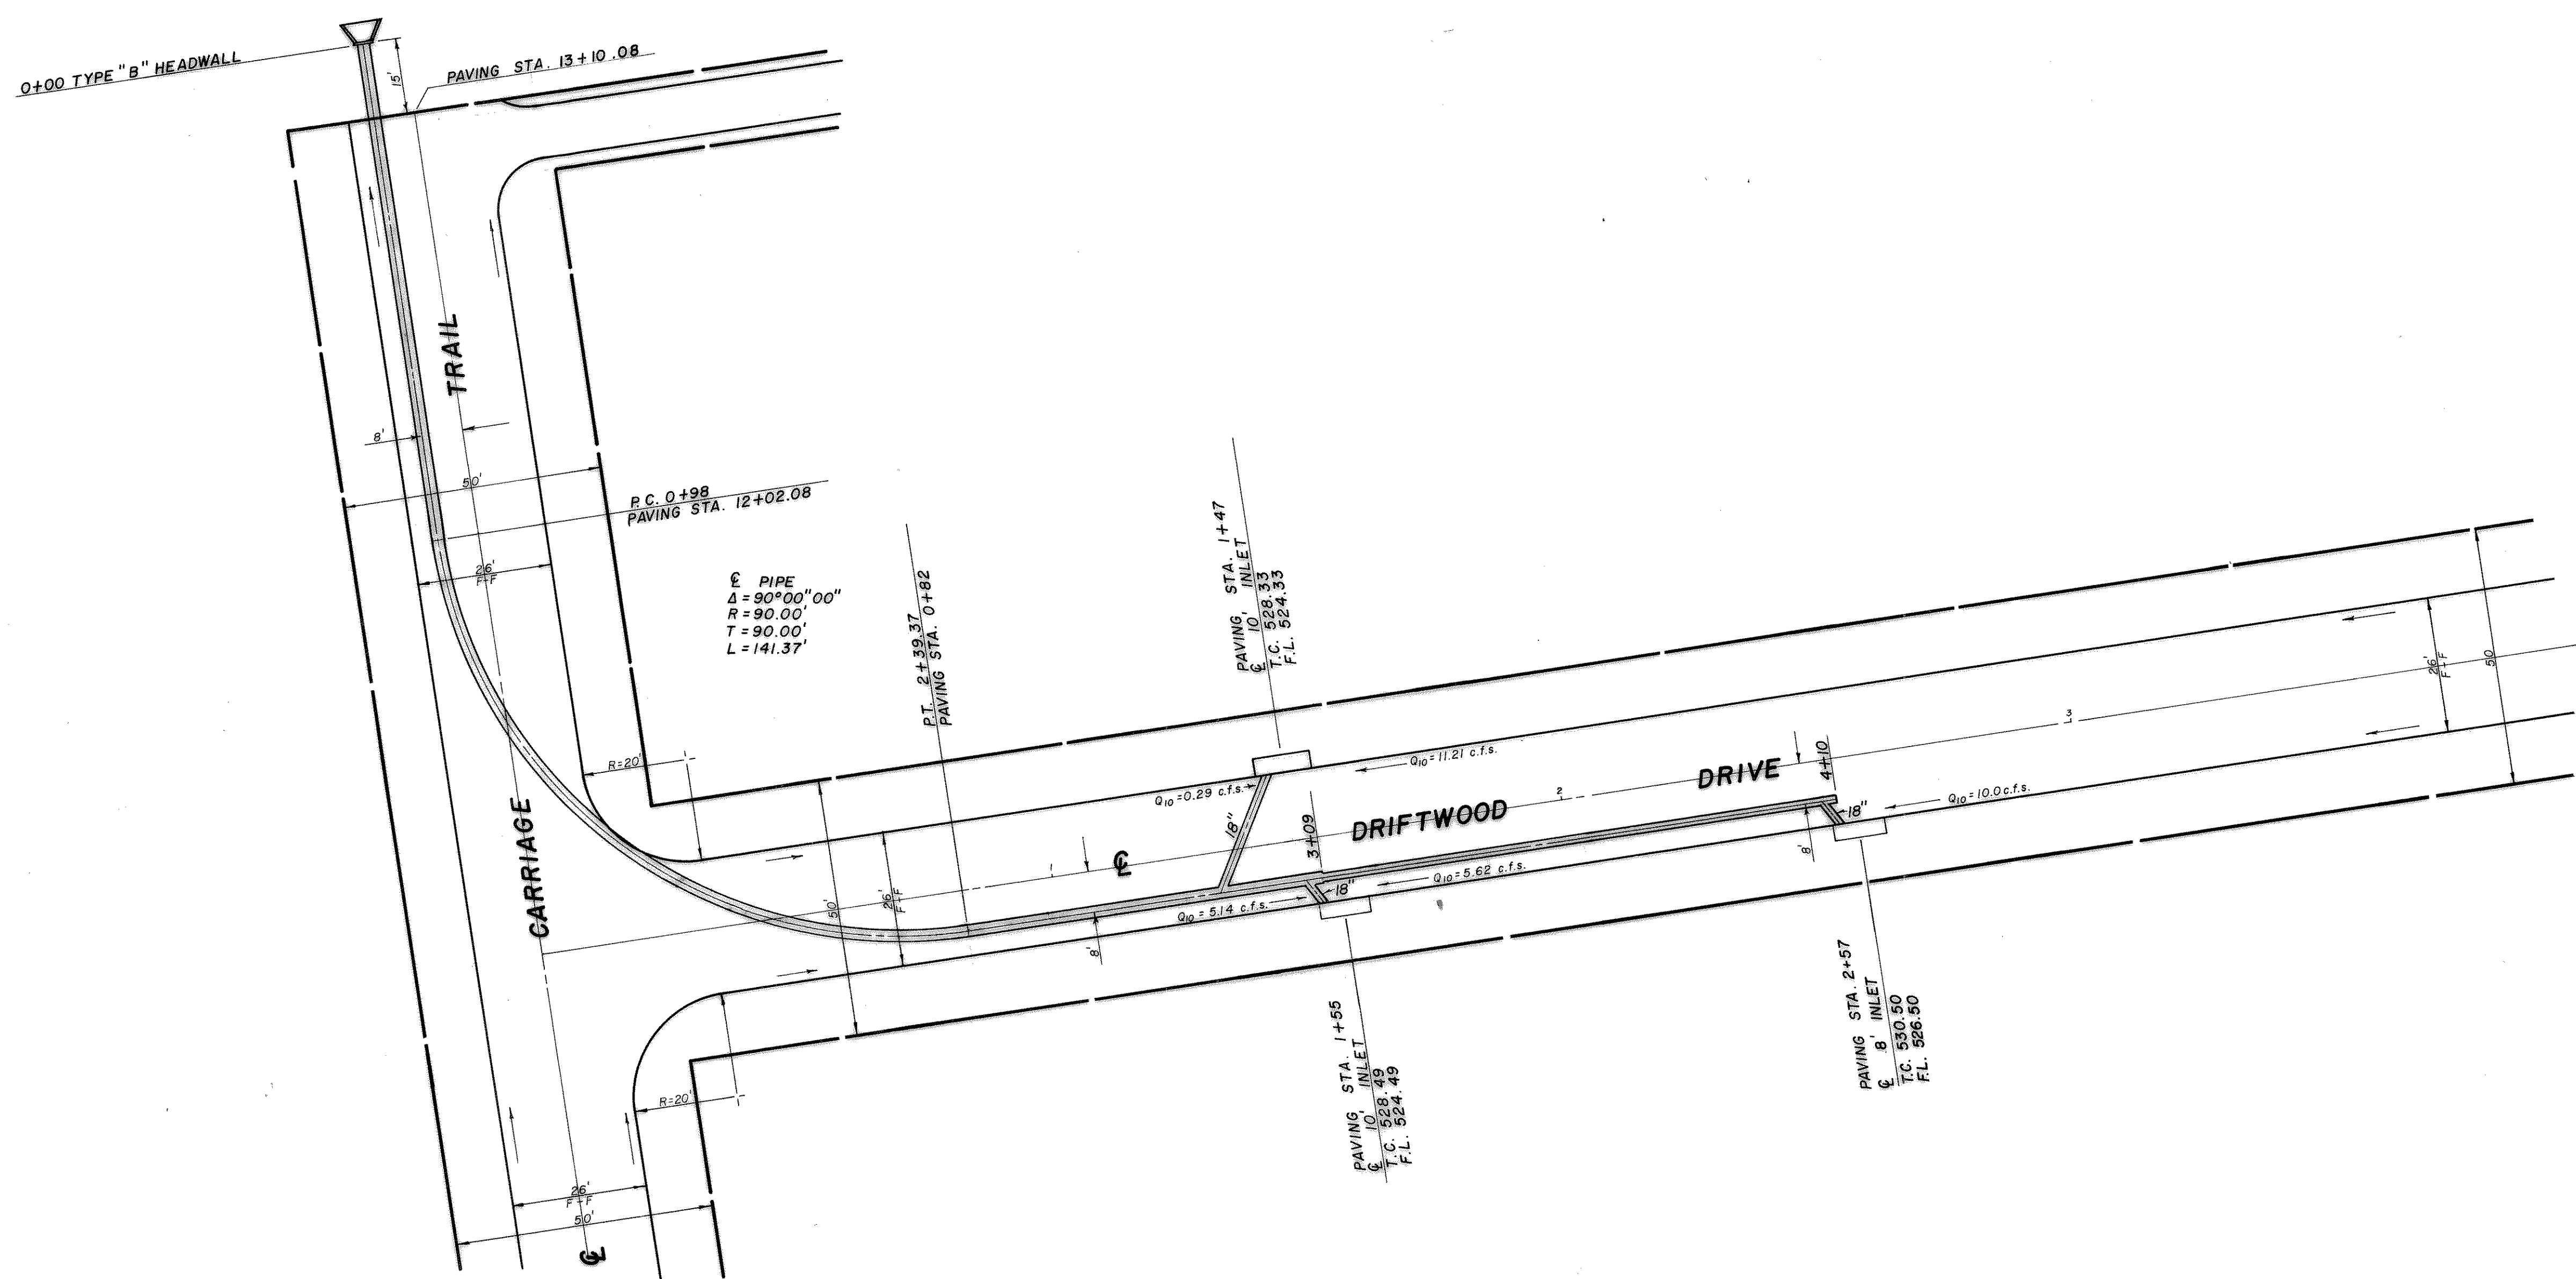 0+00 TYPE "B" HEADWALL
15'
PAVING STA. 13+10.08
TRAIL
8'
50'
P.C. 0+98
PAVING STA. 12+02.08
26'
F-F
℄ PIPE
Δ = 90°00"00"
R = 90.00'
T = 90.00'
L = 141.37'
P.T. 2+39.37
PAVING STA. 0+82
PAVING STA. 1+47
℄ 10' INLET
T.C. 528.33
F.L. 524.33
R=20'
CARRIAGE
50'
26'
F-F
1
℄
8'
Q10 = 0.29 c.f.s.
18"
Q10 = 11.21 c.f.s.
3+09
DRIFTWOOD
2
DRIVE
4+10
3
26'
F-F
50
18"
Q10 = 10.0 c.f.s.
8'
Q10 = 5.62 c.f.s.
18"
Q10 = 5.14 c.f.s.
PAVING STA. 1+55
℄ 10' INLET
T.C. 528.49
F.L. 524.49
PAVING STA. 2+57
℄ 8' INLET
T.C. 530.50
F.L. 526.50
R=20'
26'
F-F
50'
℄